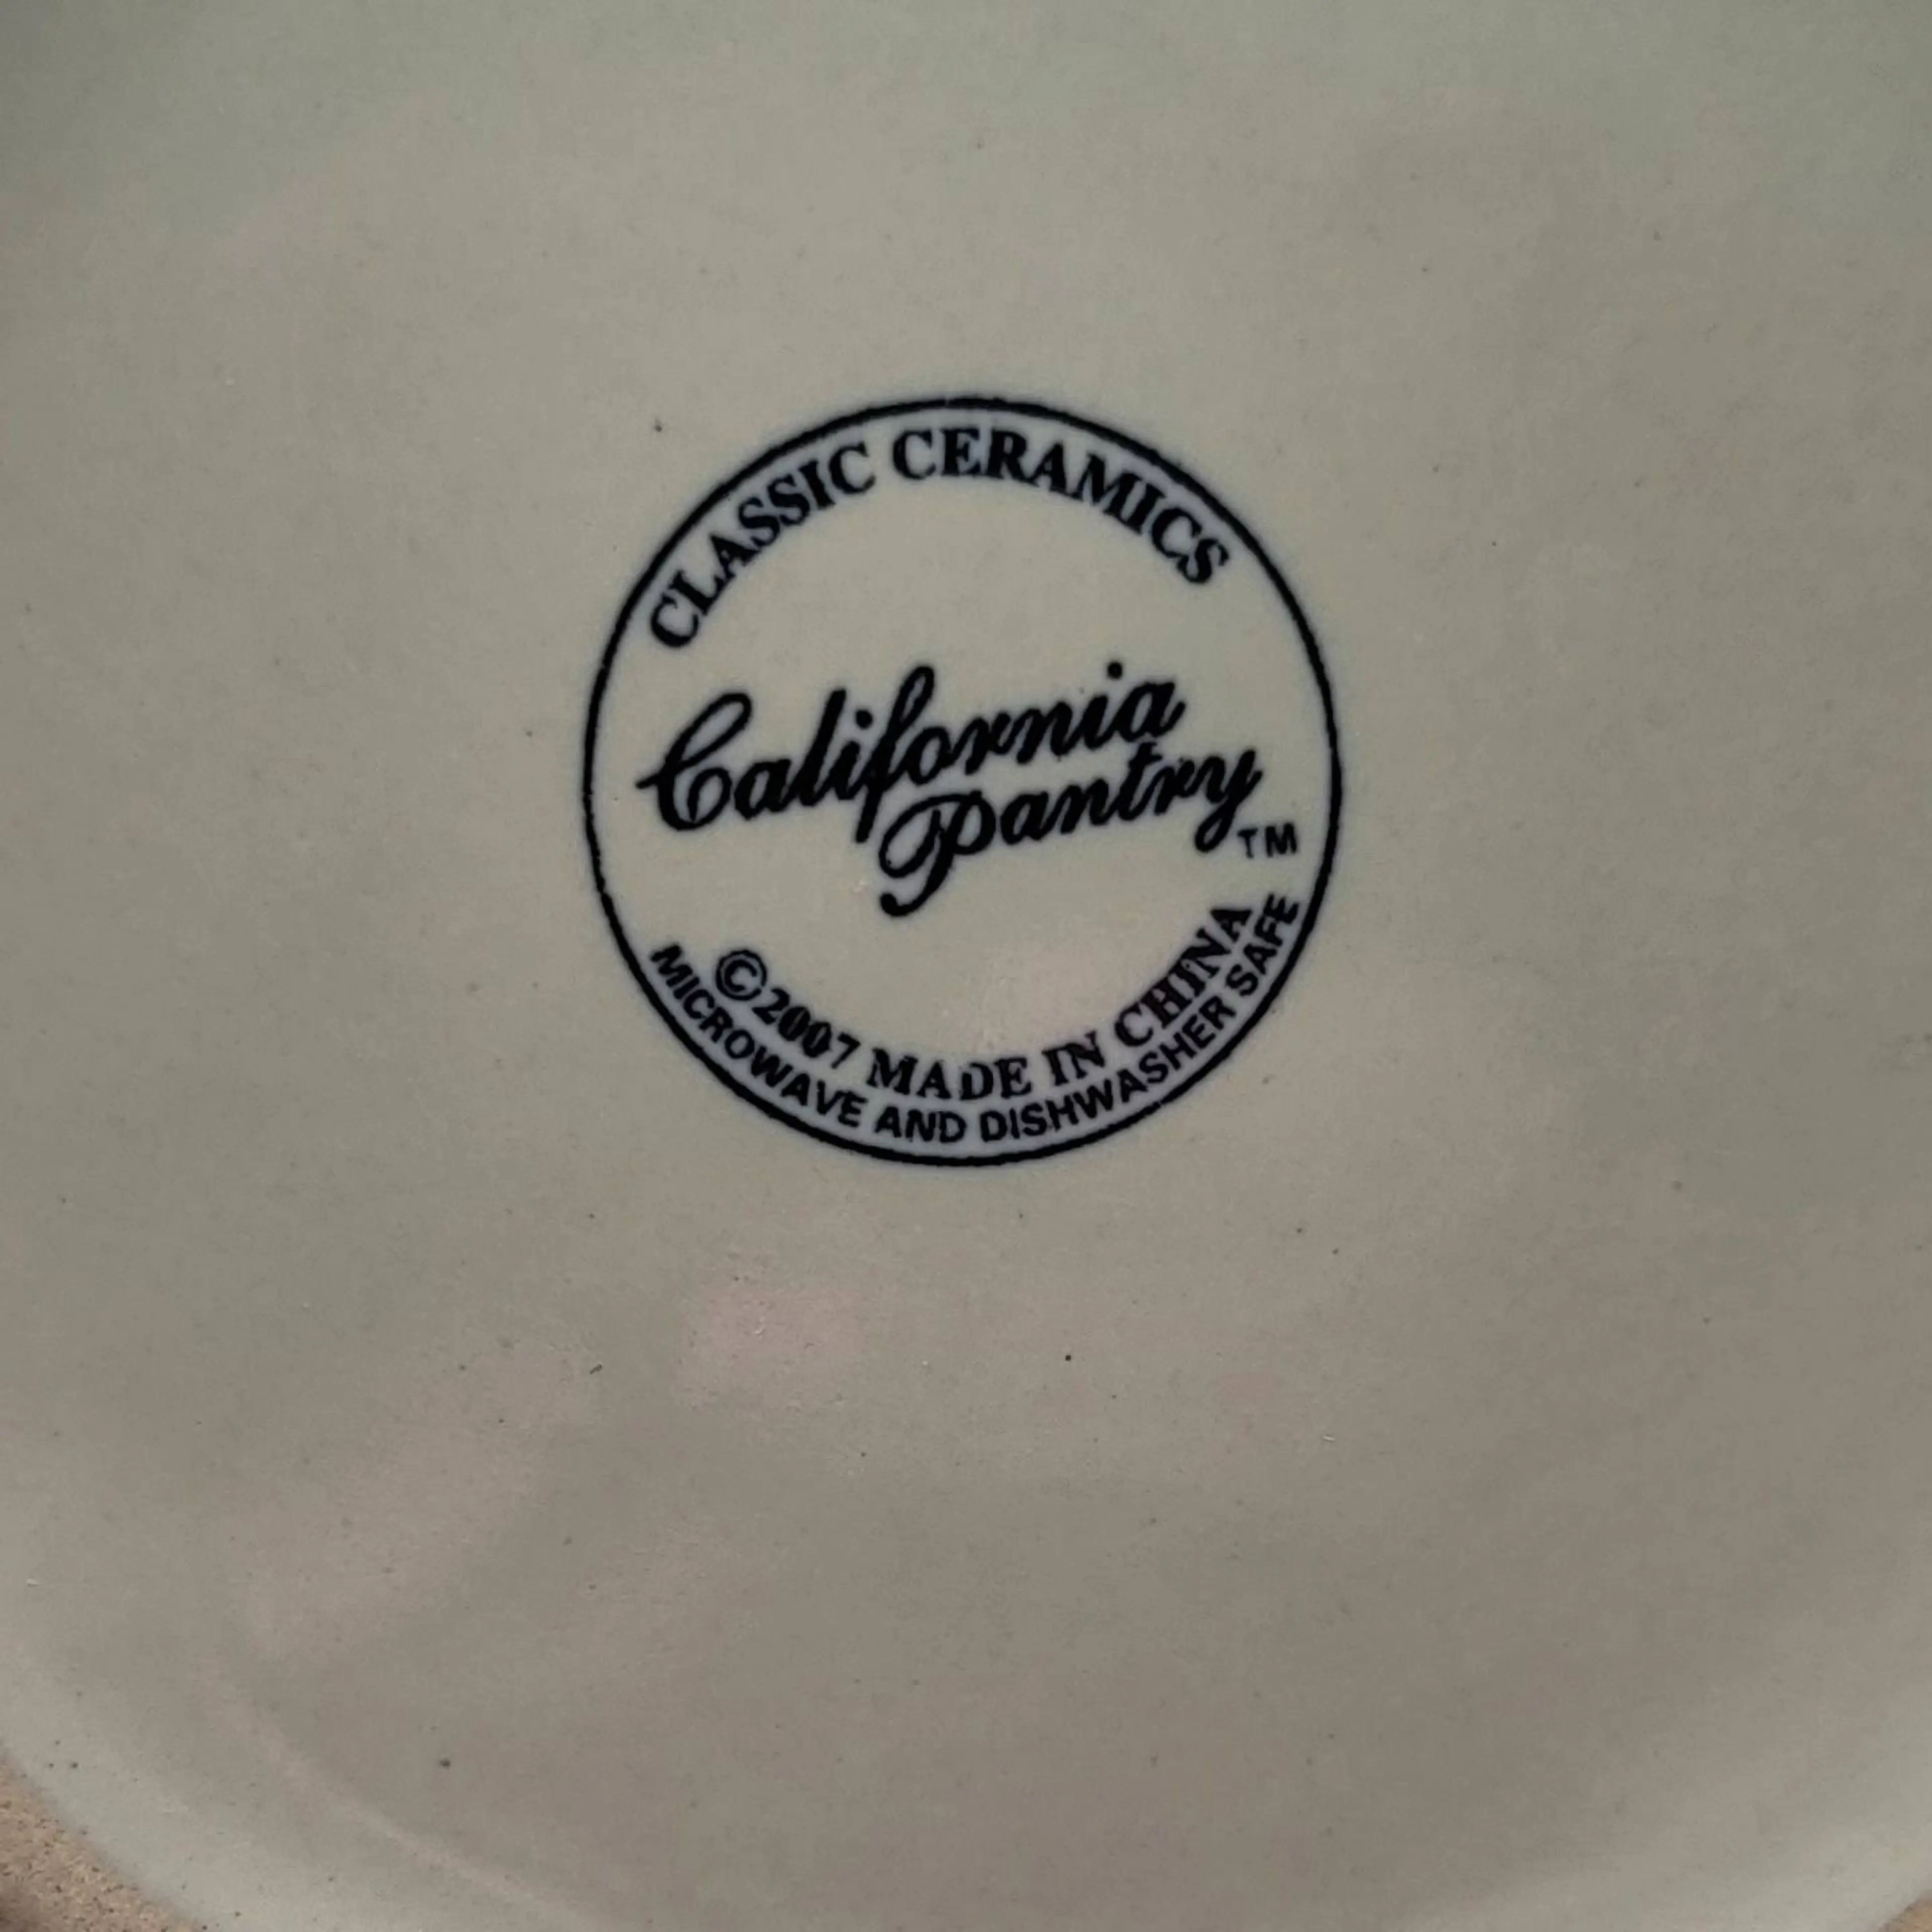 CLASSIC CERAMICS
California
Pantry
TM
©2007 MADE IN CHINA
MICROWAVE AND DISHWASHER SAFE